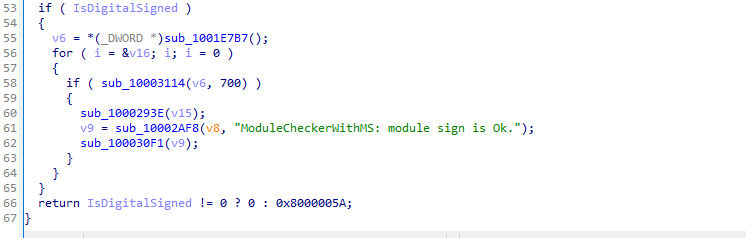 53 if ( IsDigitalSigned )
54 {
55 v6 = *(_DWORD *)sub_1001E7B7();
56 for ( i = &v16; i; i = 0 )
57 {
58 if ( sub_10003114(v6, 700) )
59 {
60 sub_1000293E(v15);
61 v9 = sub_10002AF8(v8, "ModuleCheckerWithMS: module sign is Ok.");
62 sub_100030F1(v9);
63 }
64 }
65 }
66 return IsDigitalSigned != 0 ? 0 : 0x8000005A;
67 }